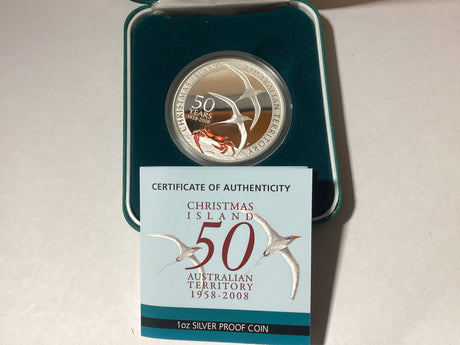 CHRISTMAS ISLAND AUSTRALIAN TERRITORY
50
YEARS
1958-2008
CERTIFICATE OF AUTHENTICITY
CHRISTMAS
ISLAND
50
AUSTRALIAN
TERRITORY
1958-2008
1oz SILVER PROOF COIN